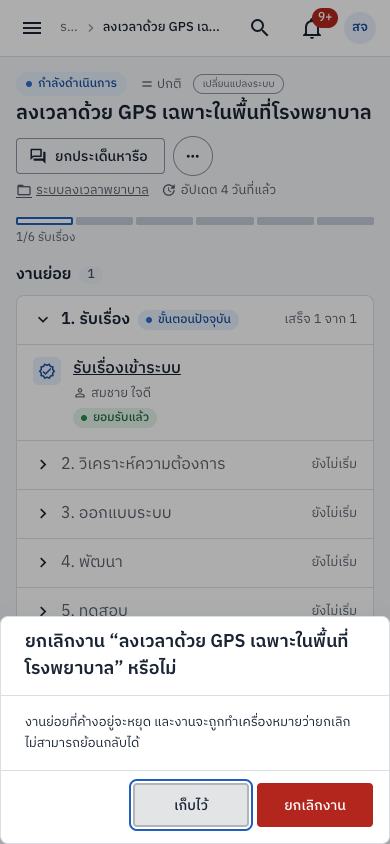 ร... > ลงเวลาด้วย GPS เฉ... 9+ สจ
กำลังดำเนินการ ปกติ เปลี่ยนแปลงระบบ
ลงเวลาด้วย GPS เฉพาะในพื้นที่โรงพยาบาล
ยกประเด็นหารือ
ระบบลงเวลาพยาบาล อัปเดต 4 วันที่แล้ว
1/6 รับเรื่อง
งานย่อย 1
1. รับเรื่อง ขั้นตอนปัจจุบัน เสร็จ 1 จาก 1
รับเรื่องเข้าระบบ
สมชาย ใจดี
ยอมรับแล้ว
2. วิเคราะห์ความต้องการ ยังไม่เริ่ม
3. ออกแบบระบบ ยังไม่เริ่ม
4. พัฒนา ยังไม่เริ่ม
5. ทดสอบ ยังไม่เริ่ม
ยกเลิกงาน “ลงเวลาด้วย GPS เฉพาะในพื้นที่
โรงพยาบาล” หรือไม่
งานย่อยที่ค้างอยู่จะหยุด และงานจะถูกทำเครื่องหมายว่ายกเลิก
ไม่สามารถย้อนกลับได้
เก็บไว้ ยกเลิกงาน